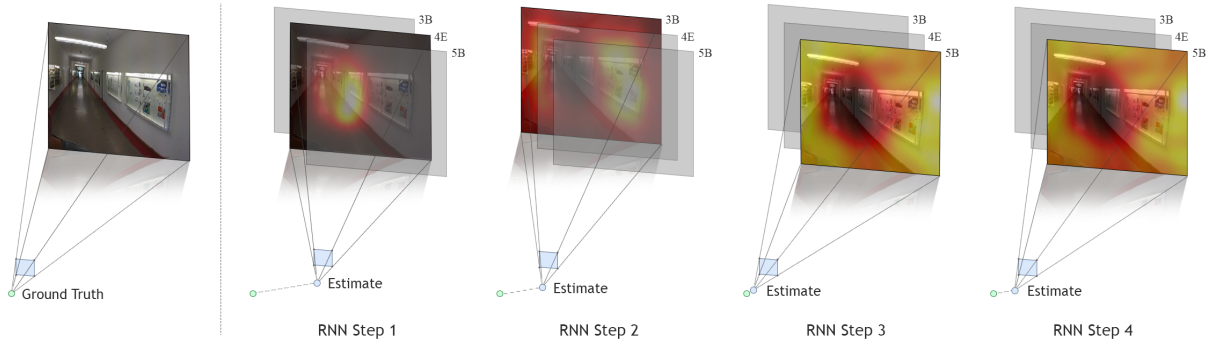 3B
4E
5B
3B
4E
5B
3B
4E
5B
3B
4E
5B
Ground Truth
Estimate
Estimate
Estimate
Estimate
RNN Step 1
RNN Step 2
RNN Step 3
RNN Step 4